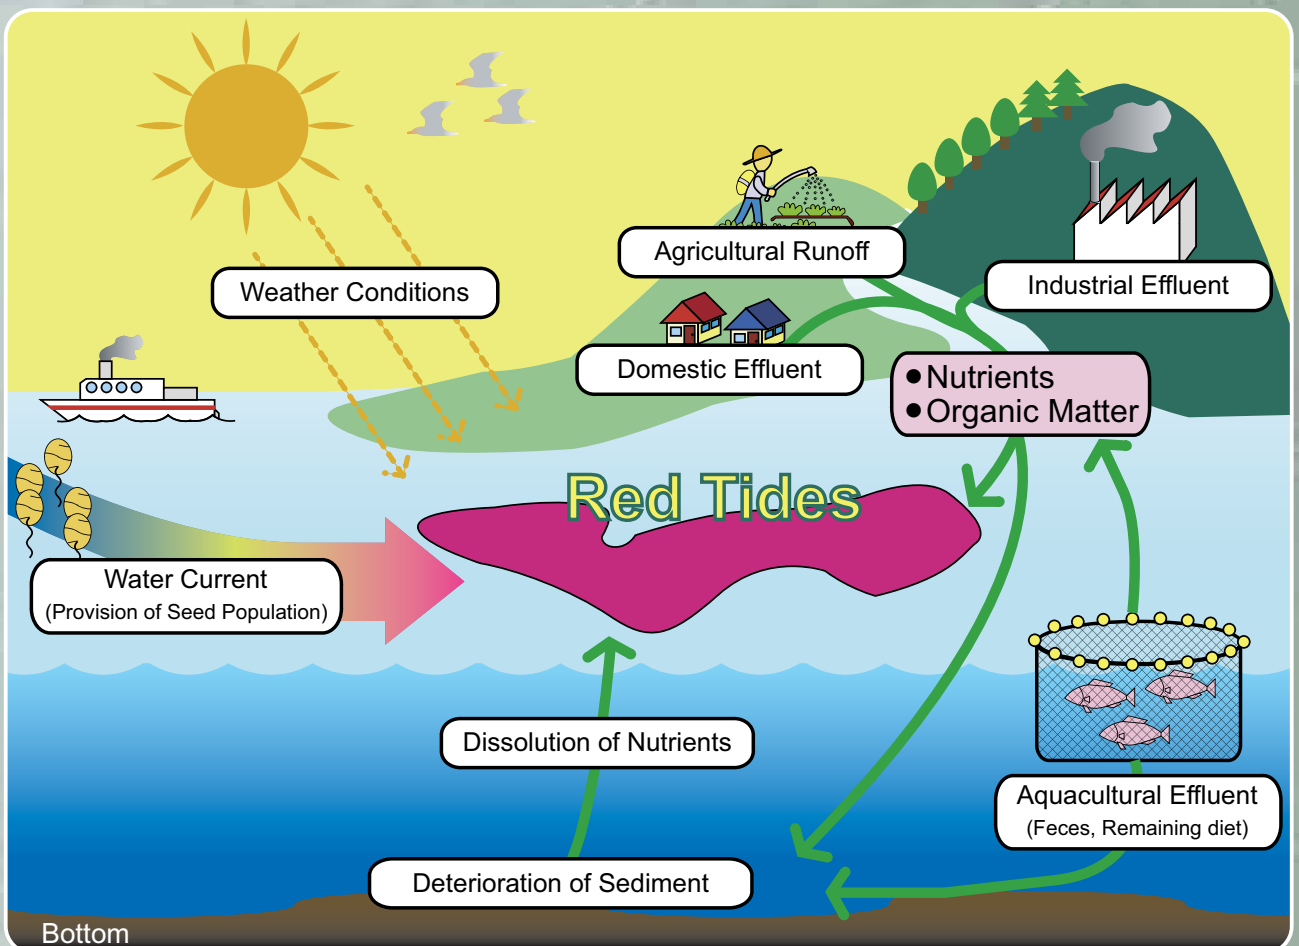 Agricultural Runoff
Weather Conditions
Industrial Effluent
Domestic Effluent
● Nutrients
● Organic Matter
Red Tides
Water Current
(Provision of Seed Population)
Dissolution of Nutrients
Aquacultural Effluent
(Feces, Remaining diet)
Deterioration of Sediment
Bottom